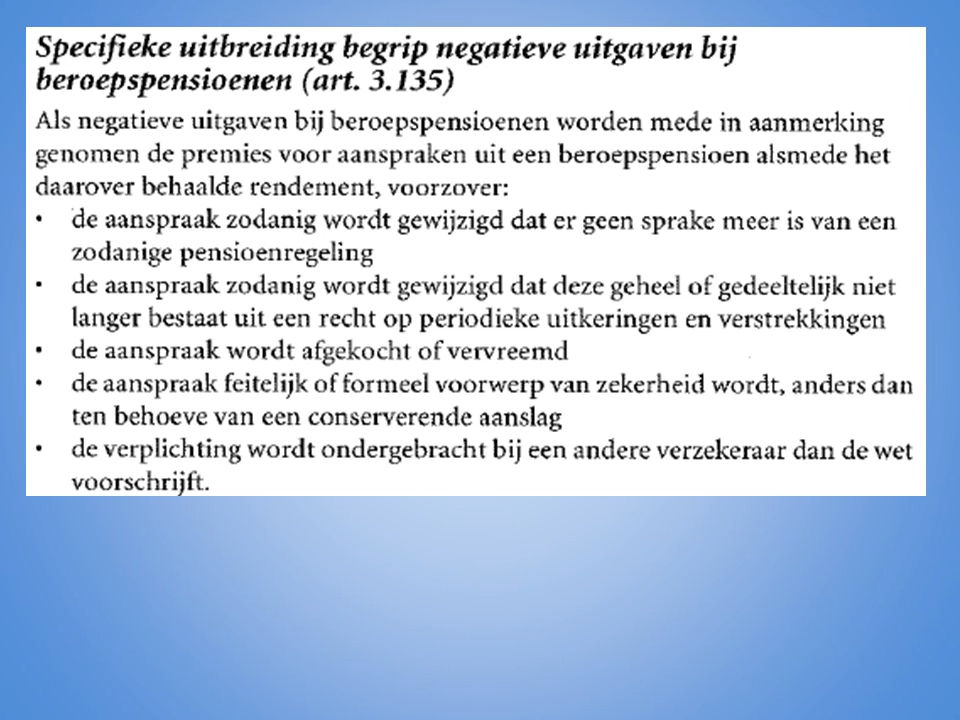 Specifieke uitbreiding begrip negatieve uitgaven bij
beroepspensioenen (art. 3.135)
Als negatieve uitgaven bij beroepspensioenen worden mede in aanmerking
genomen de premies voor aanspraken uit een beroepspensioen alsmede het
daarover behaalde rendement, voorzover:
• de aanspraak zodanig wordt gewijzigd dat er geen sprake meer is van een
zodanige pensioenregeling
• de aanspraak zodanig wordt gewijzigd dat deze geheel of gedeeltelijk niet
langer bestaat uit een recht op periodieke uitkeringen en verstrekkingen
• de aanspraak wordt afgekocht of vervreemd
• de aanspraak feitelijk of formeel voorwerp van zekerheid wordt, anders dan
ten behoeve van een conserverende aanslag
• de verplichting wordt ondergebracht bij een andere verzekeraar dan de wet
voorschrijft.